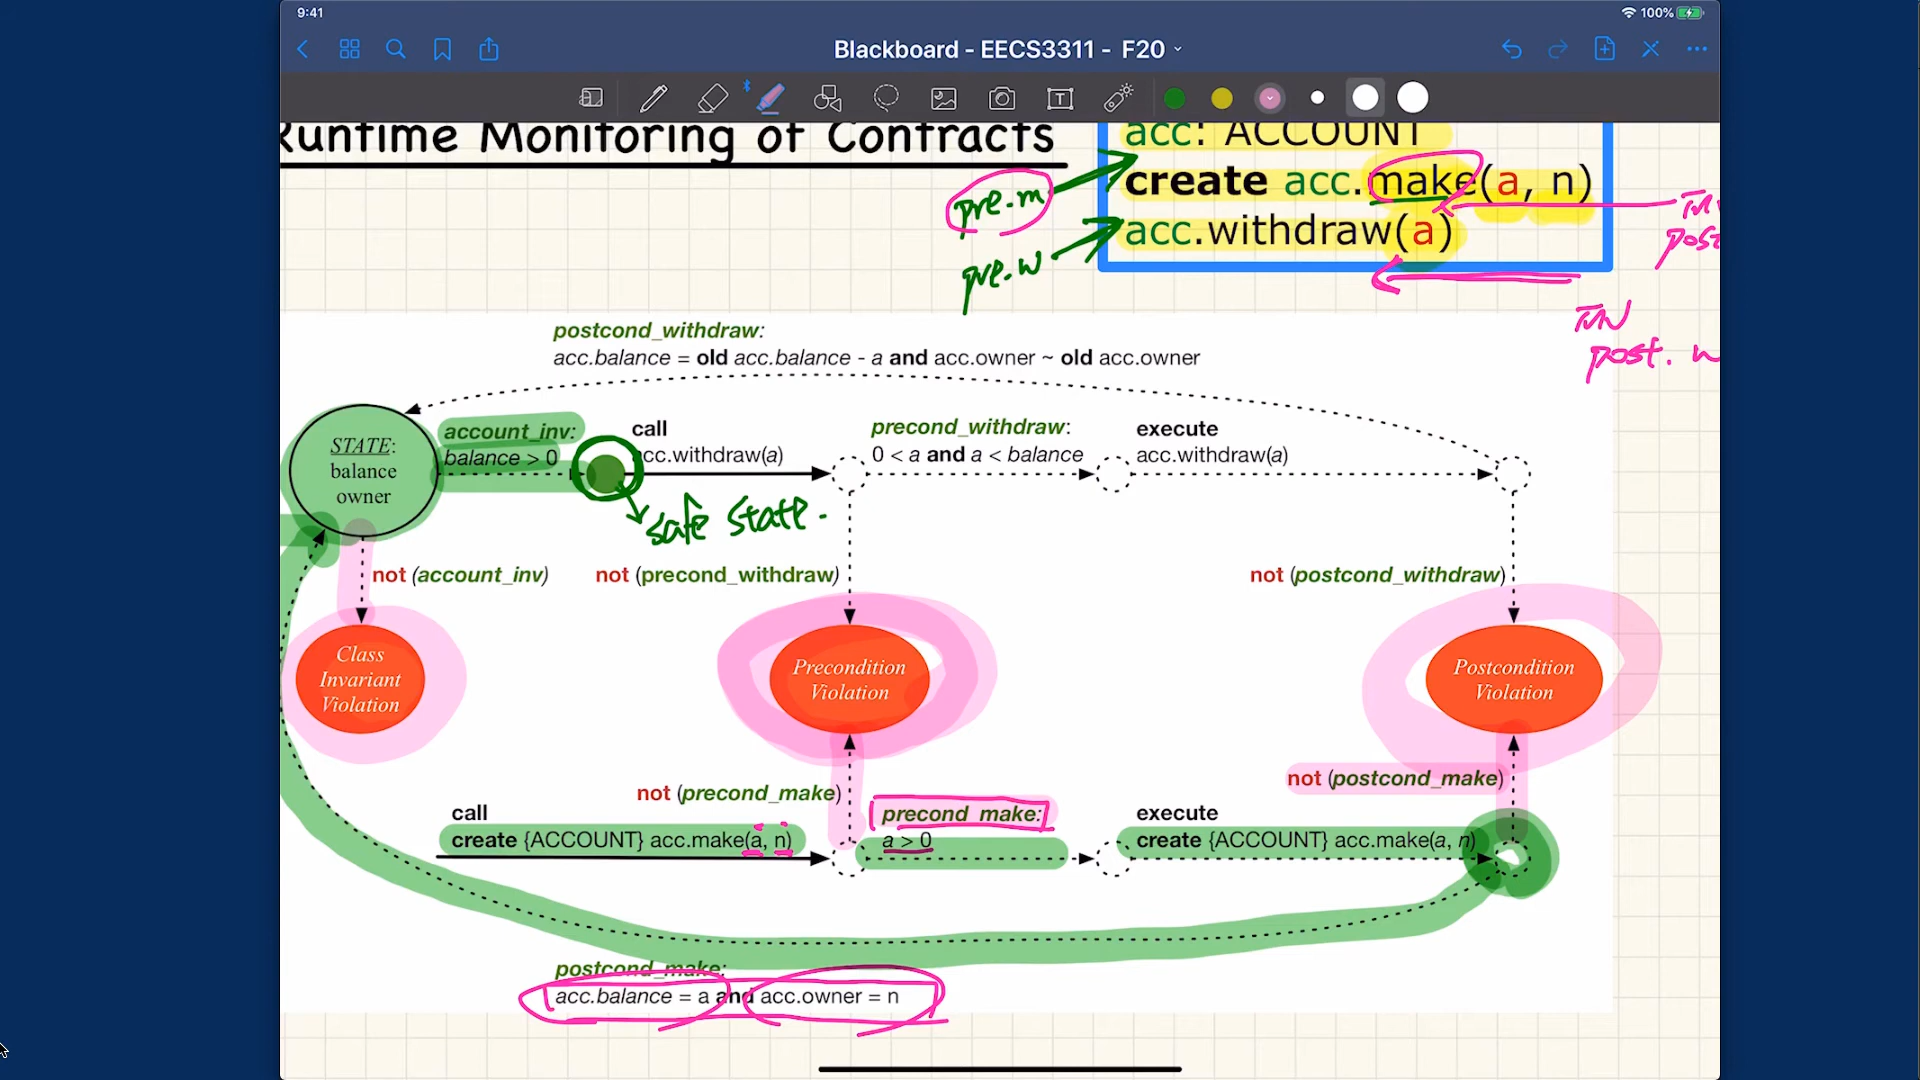 9:41
100%
Blackboard - EECS3311 - F20
Runtime Monitoring of Contracts
acc: ACCOUNT
create acc.make(a, n)
acc.withdraw(a)
pre.m
pre.w
post
post. w
postcond_withdraw:
acc.balance = old acc.balance - a and acc.owner ~ old acc.owner
STATE:
balance
owner
account_inv:
balance > 0
call
acc.withdraw(a)
precond_withdraw:
0 < a and a < balance
execute
acc.withdraw(a)
safe state.
not (account_inv)
not (precond_withdraw)
not (postcond_withdraw)
Class
Invariant
Violation
Precondition
Violation
Postcondition
Violation
not (precond_make)
not (postcond_make)
call
create {ACCOUNT} acc.make(a, n)
precond_make:
a > 0
execute
create {ACCOUNT} acc.make(a, n)
postcond_make:
acc.balance = a and acc.owner = n